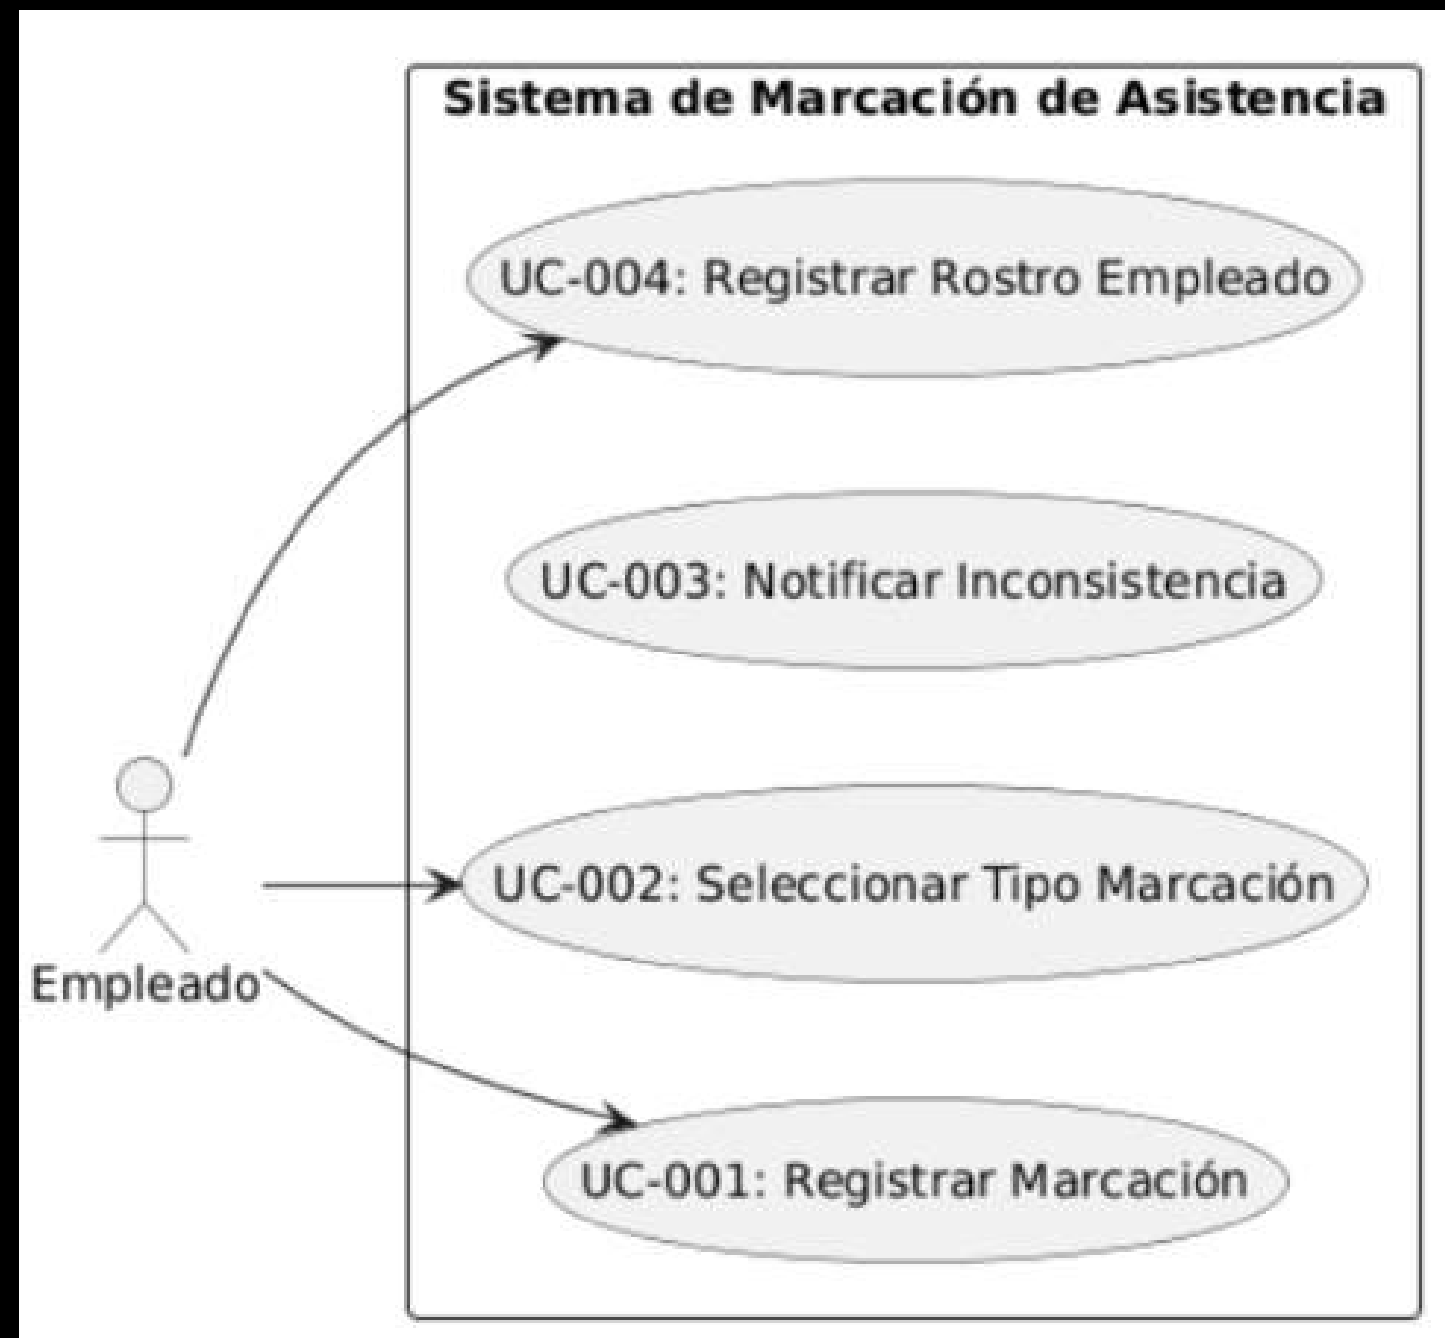 Sistema de Marcación de Asistencia
UC-004: Registrar Rostro Empleado
UC-003: Notificar Inconsistencia
UC-002: Seleccionar Tipo Marcación
Empleado
UC-001: Registrar Marcación